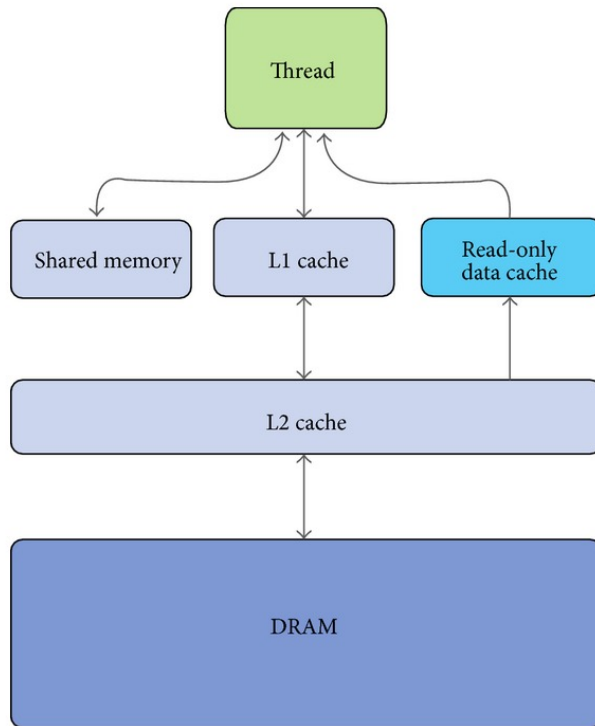 Thread
Shared memory
L1 cache
Read-only
data cache
L2 cache
DRAM